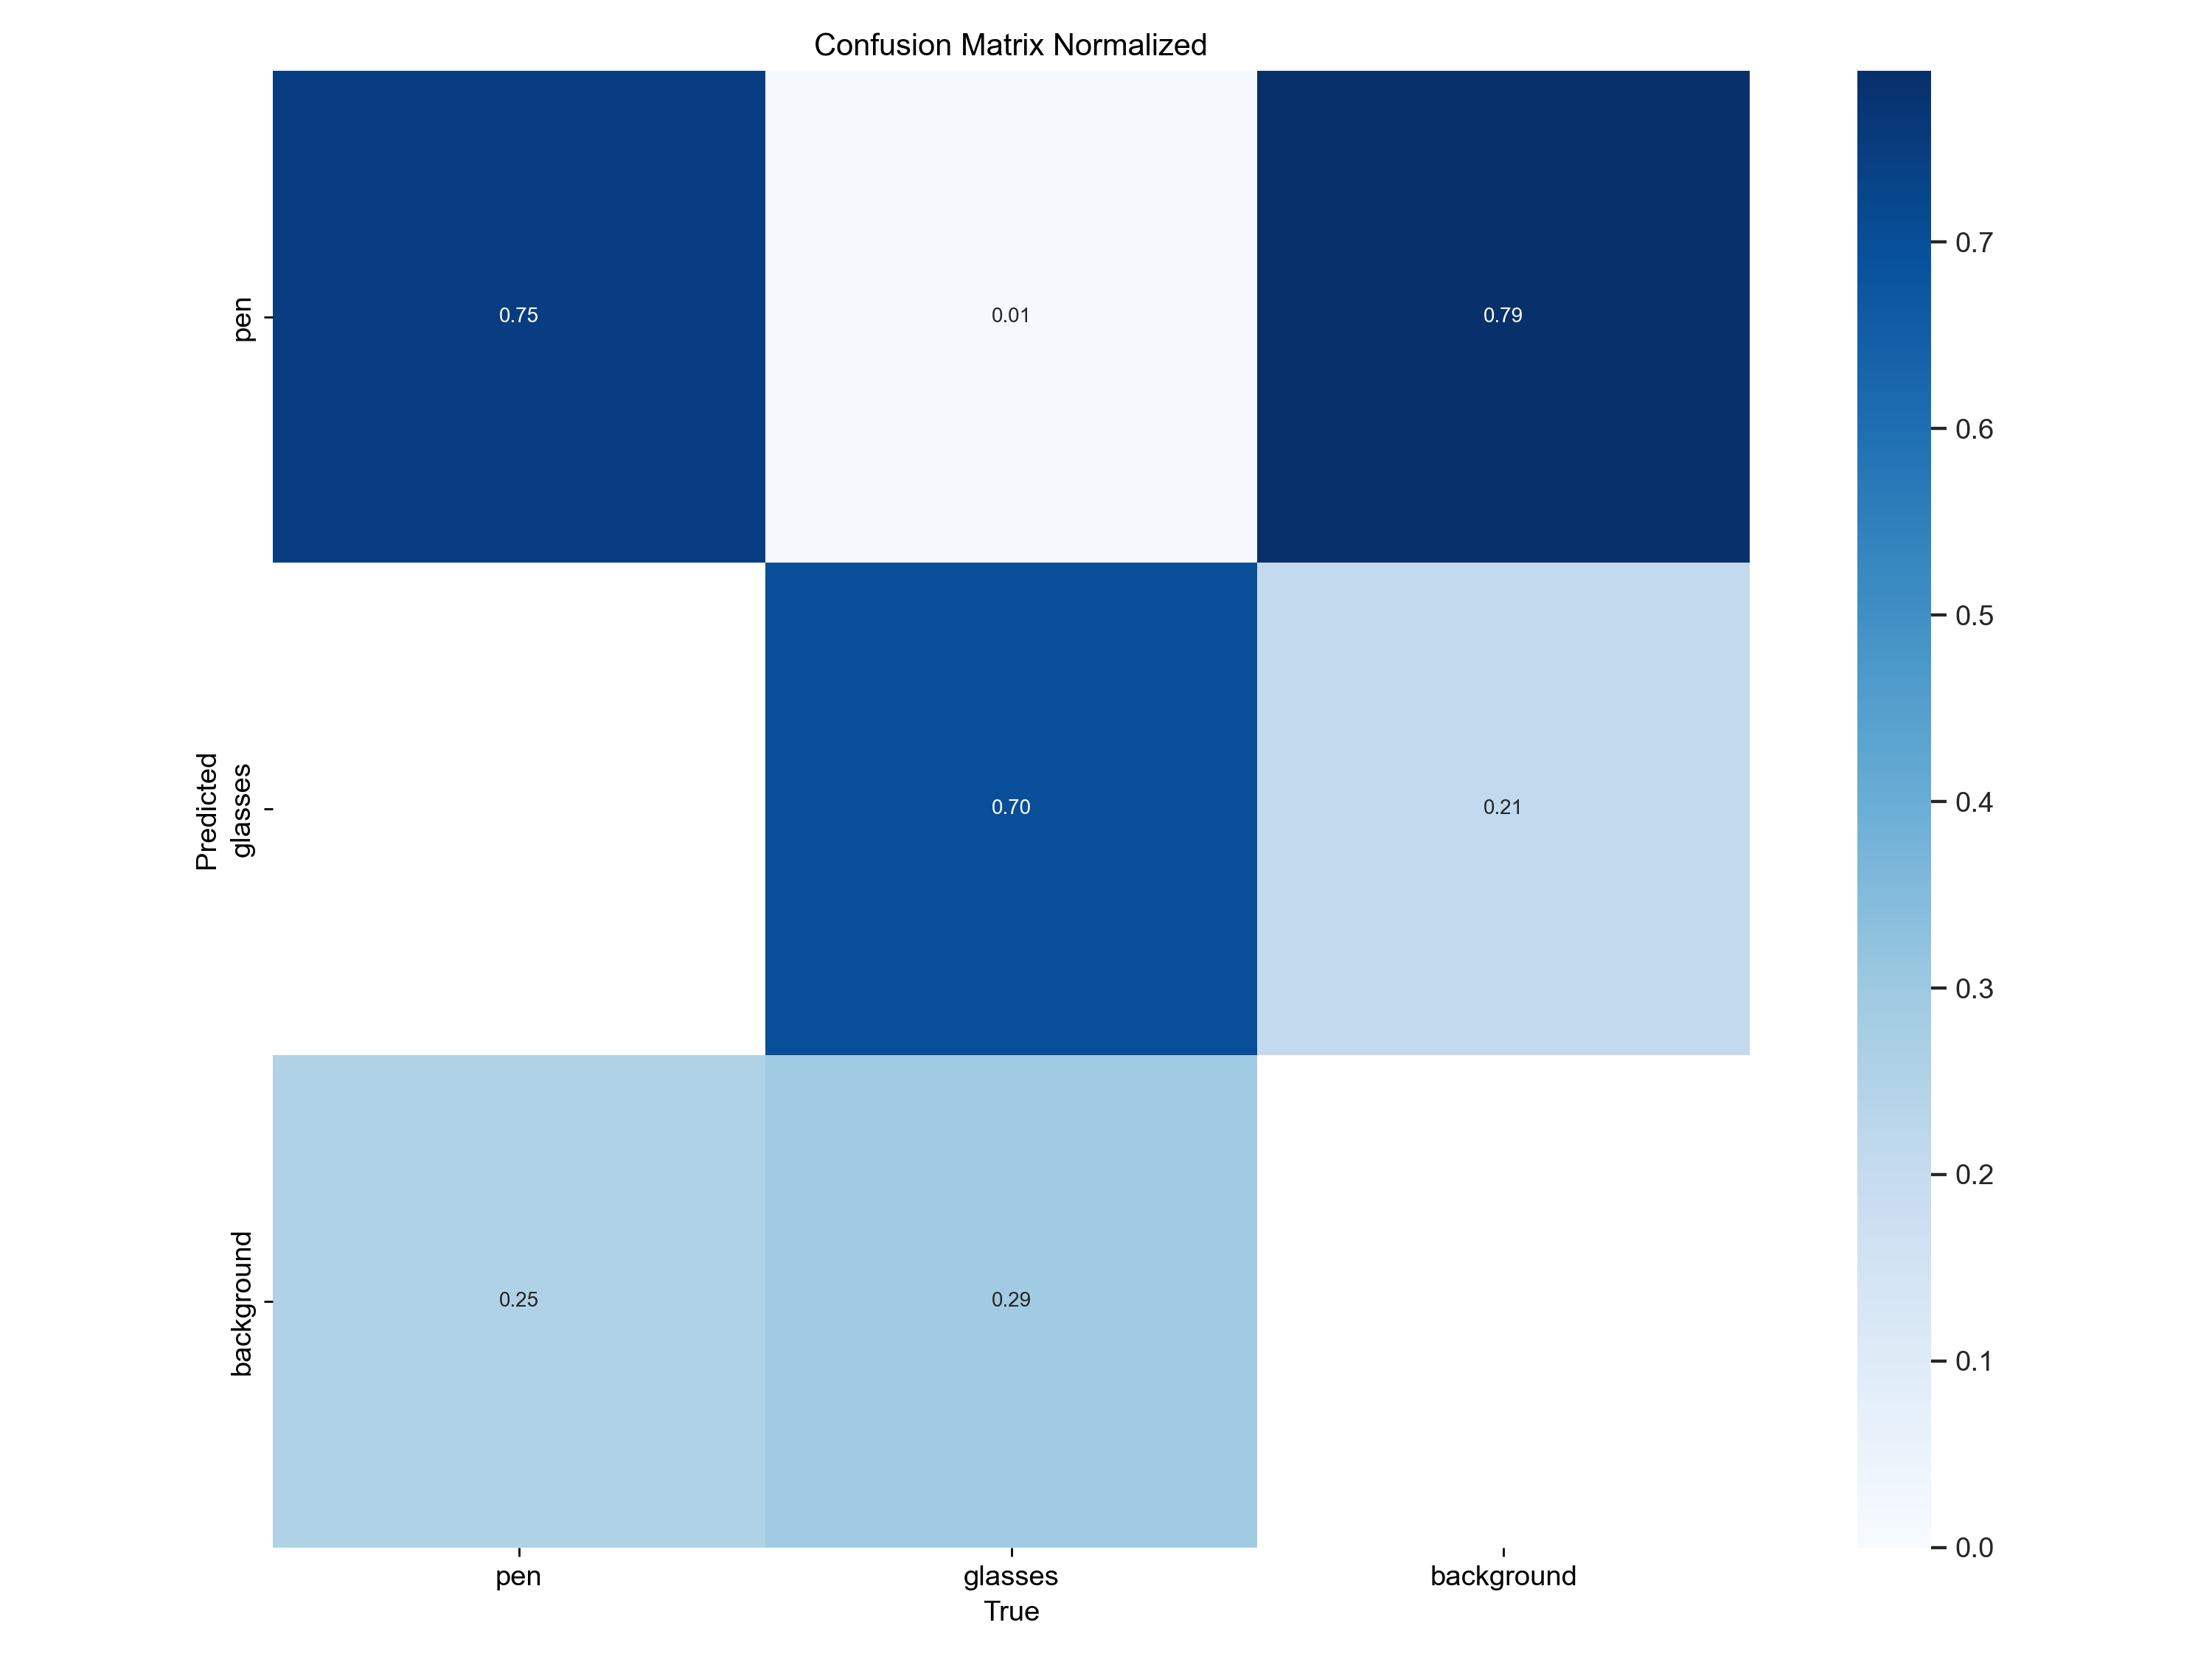 Confusion Matrix Normalized
pen
0.75
0.01
0.79
Predicted
glasses
0.70
0.21
background
0.25
0.29
pen
glasses
background
True
0.7
0.6
0.5
0.4
0.3
0.2
0.1
0.0